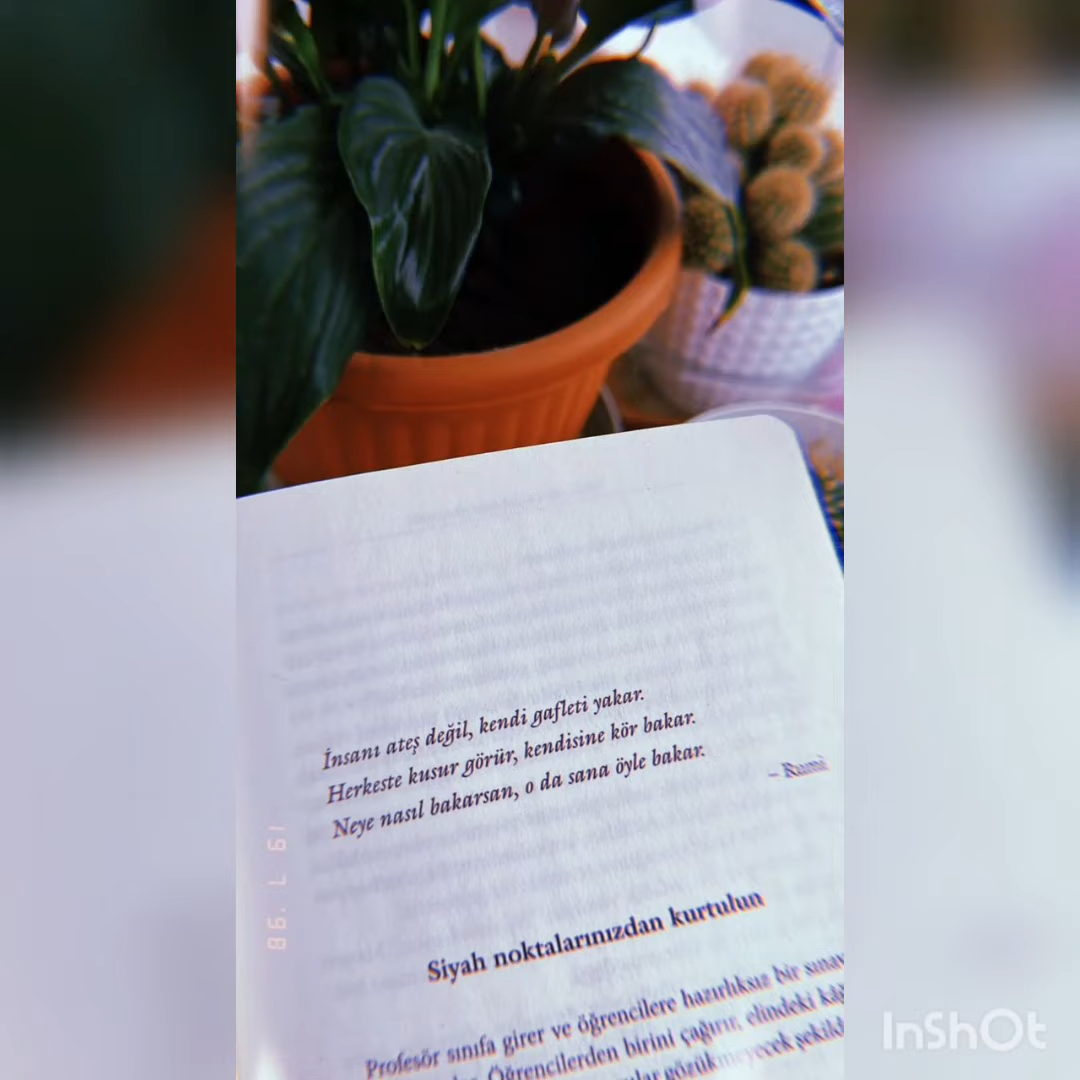 İnsanı ateş değil, kendi gafleti yakar.
Herkeste kusur görür, kendisine kör bakar.
Neye nasıl bakarsan, o da sana öyle bakar.
– Rumi
Siyah noktalarınızdan kurtulun
Profesör sınıfa girer ve öğrencilere hazırlıksız bir
Öğrencilerden birini çağırır, elindeki
gözükmeyecek
19 7 '98
InShOt